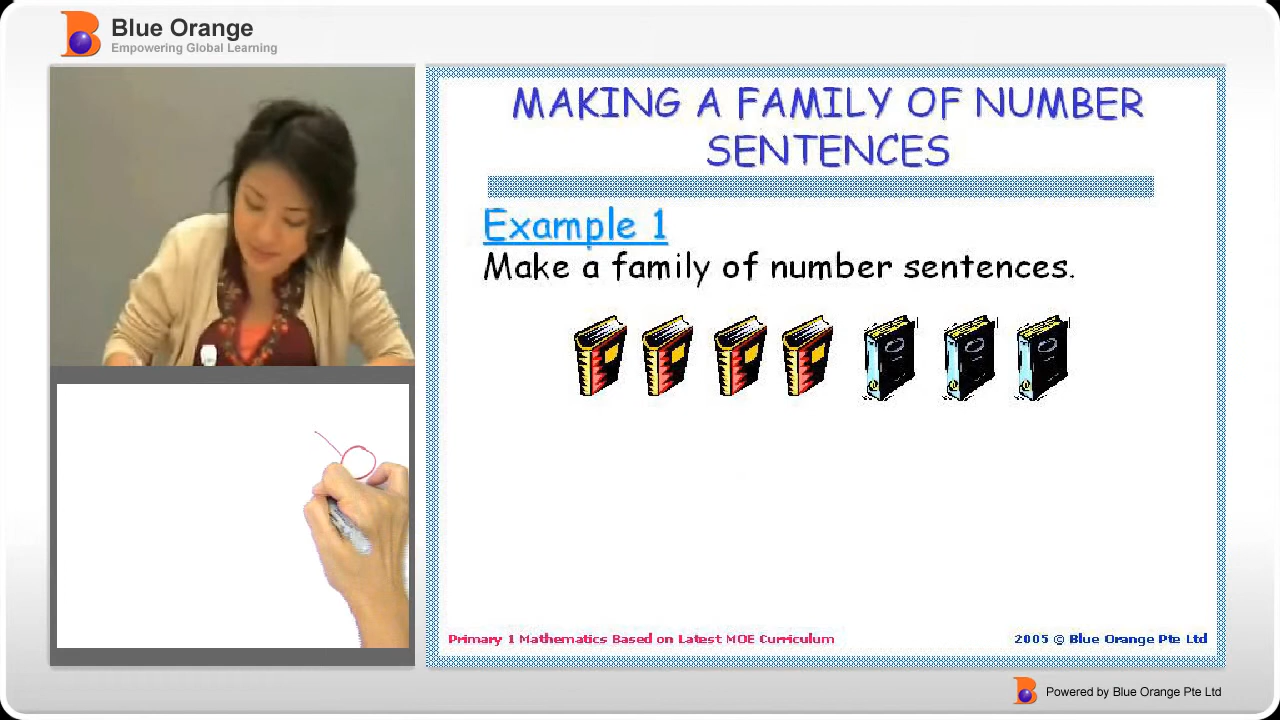 Blue Orange
Empowering Global Learning
MAKING A FAMILY OF NUMBER
SENTENCES
Example 1
Make a family of number sentences.
Primary 1 Mathematics Based on Latest MOE Curriculum
2005 © Blue Orange Pte Ltd
Powered by Blue Orange Pte Ltd